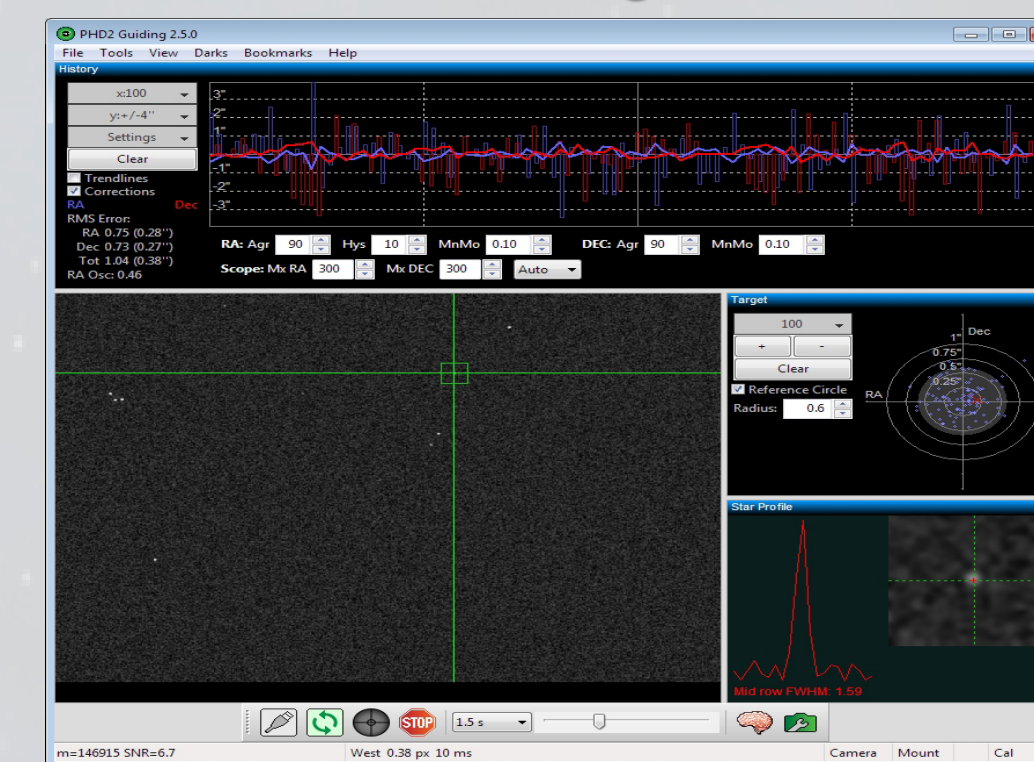 PHD2 Guiding 2.5.0
File Tools View Darks Bookmarks Help
History
x:100
y:+/-4''
Settings
Clear
Trendlines
Corrections
RA Dec
RMS Error:
RA 0.75 (0.28'')
Dec 0.73 (0.27'')
Tot 1.04 (0.38'')
RA Osc: 0.46
3"
2"
1"
-1"
-2"
-3"
RA: Agr 90 Hys 10 MnMo 0.10 DEC: Agr 90 MnMo 0.10
Scope: Mx RA 300 Mx DEC 300 Auto
Target
100
+ -
Clear
Reference Circle
Radius: 0.6
Dec
1"
0.75"
0.5"
0.25"
RA
Star Profile
Mid row FWHM: 1.59
STOP 1.5 s
m=146915 SNR=6.7 West 0.38 px 10 ms Camera Mount Cal